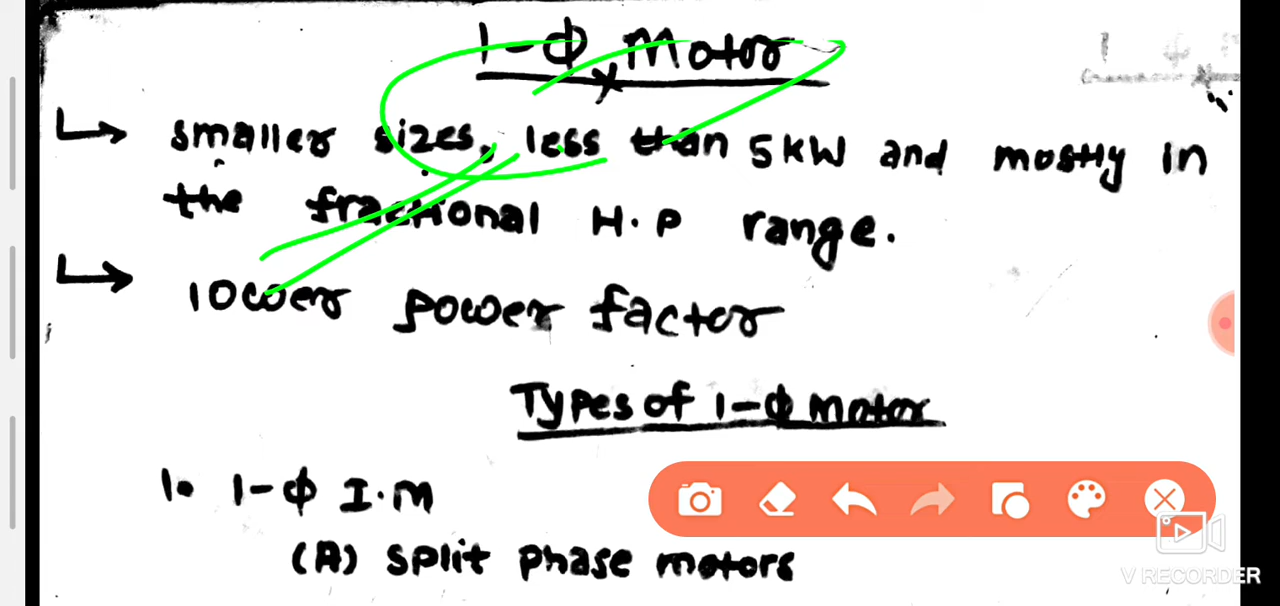 1-Φ Motor
↳ smaller sizes, less than 5KW and mostly in
the fractional H.P range.
↳ lower power factor
Types of 1-Φ motor
1. 1-Φ I.M
(A) split phase motors
V RECORDER